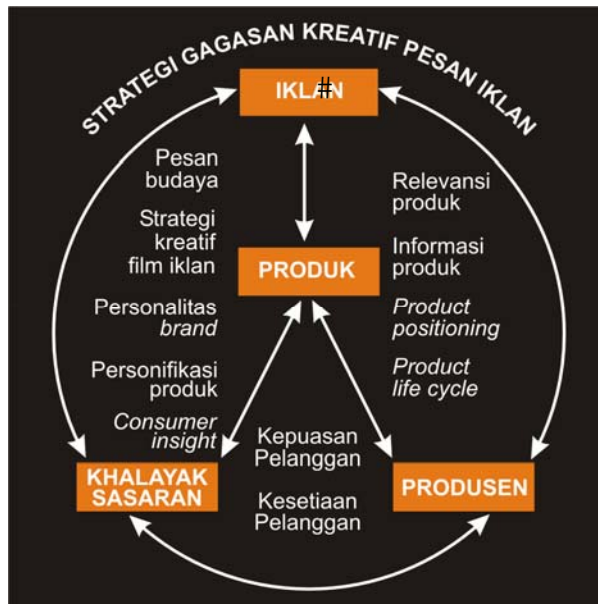 STRATEGI GAGASAN KREATIF PESAN IKLAN
IKLAN
#
Pesan
budaya
Strategi
kreatif
film iklan
Personalitas
brand
Personifikasi
produk
Consumer
insight
PRODUK
Relevansi
produk
Informasi
produk
Product
positioning
Product
life cycle
Kepuasan
Pelanggan
Kesetiaan
Pelanggan
KHALAYAK
SASARAN
PRODUSEN